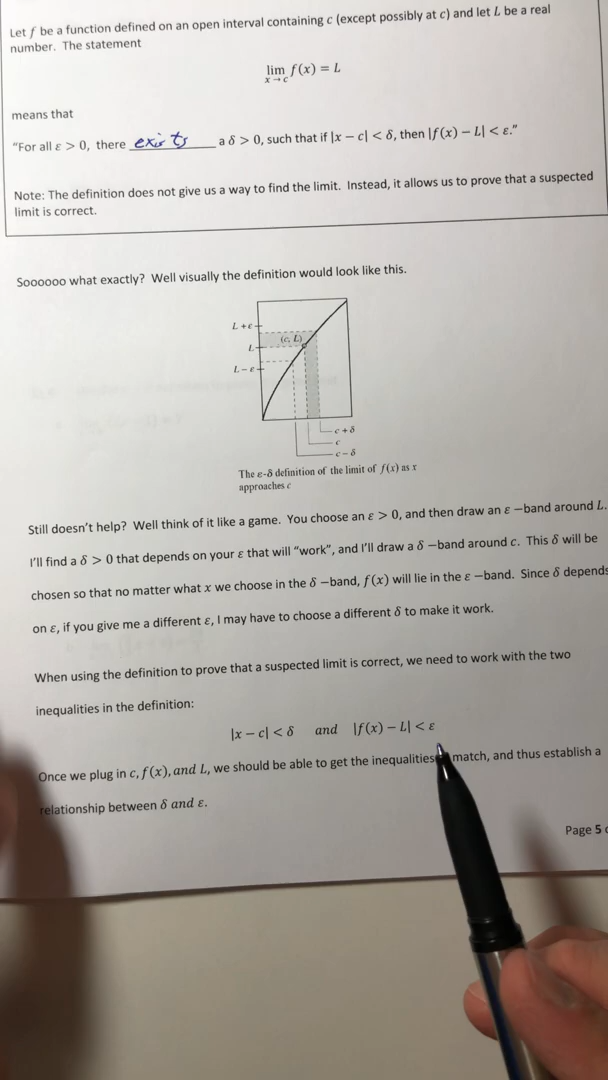 Let f be a function defined on an open interval containing c (except possibly at c) and let L be a real
number. The statement
lim f(x) = L
x→c
means that
"For all ε > 0, there exists a δ > 0, such that if |x − c| < δ, then |f(x) − L| < ε."
Note: The definition does not give us a way to find the limit. Instead, it allows us to prove that a suspected
limit is correct.
Soooooo what exactly? Well visually the definition would look like this.
L + ε
(c, L)
L
L − ε
c + δ
c
c − δ
The ε-δ definition of the limit of f(x) as x
approaches c
Still doesn't help? Well think of it like a game. You choose an ε > 0, and then draw an ε −band around L.
I'll find a δ > 0 that depends on your ε that will "work", and I'll draw a δ −band around c. This δ will be
chosen so that no matter what x we choose in the δ −band, f(x) will lie in the ε −band. Since δ depends
on ε, if you give me a different ε, I may have to choose a different δ to make it work.
When using the definition to prove that a suspected limit is correct, we need to work with the two
inequalities in the definition:
|x − c| < δ and |f(x) − L| < ε
Once we plug in c, f(x), and L, we should be able to get the inequalities match, and thus establish a
relationship between δ and ε.
Page 5